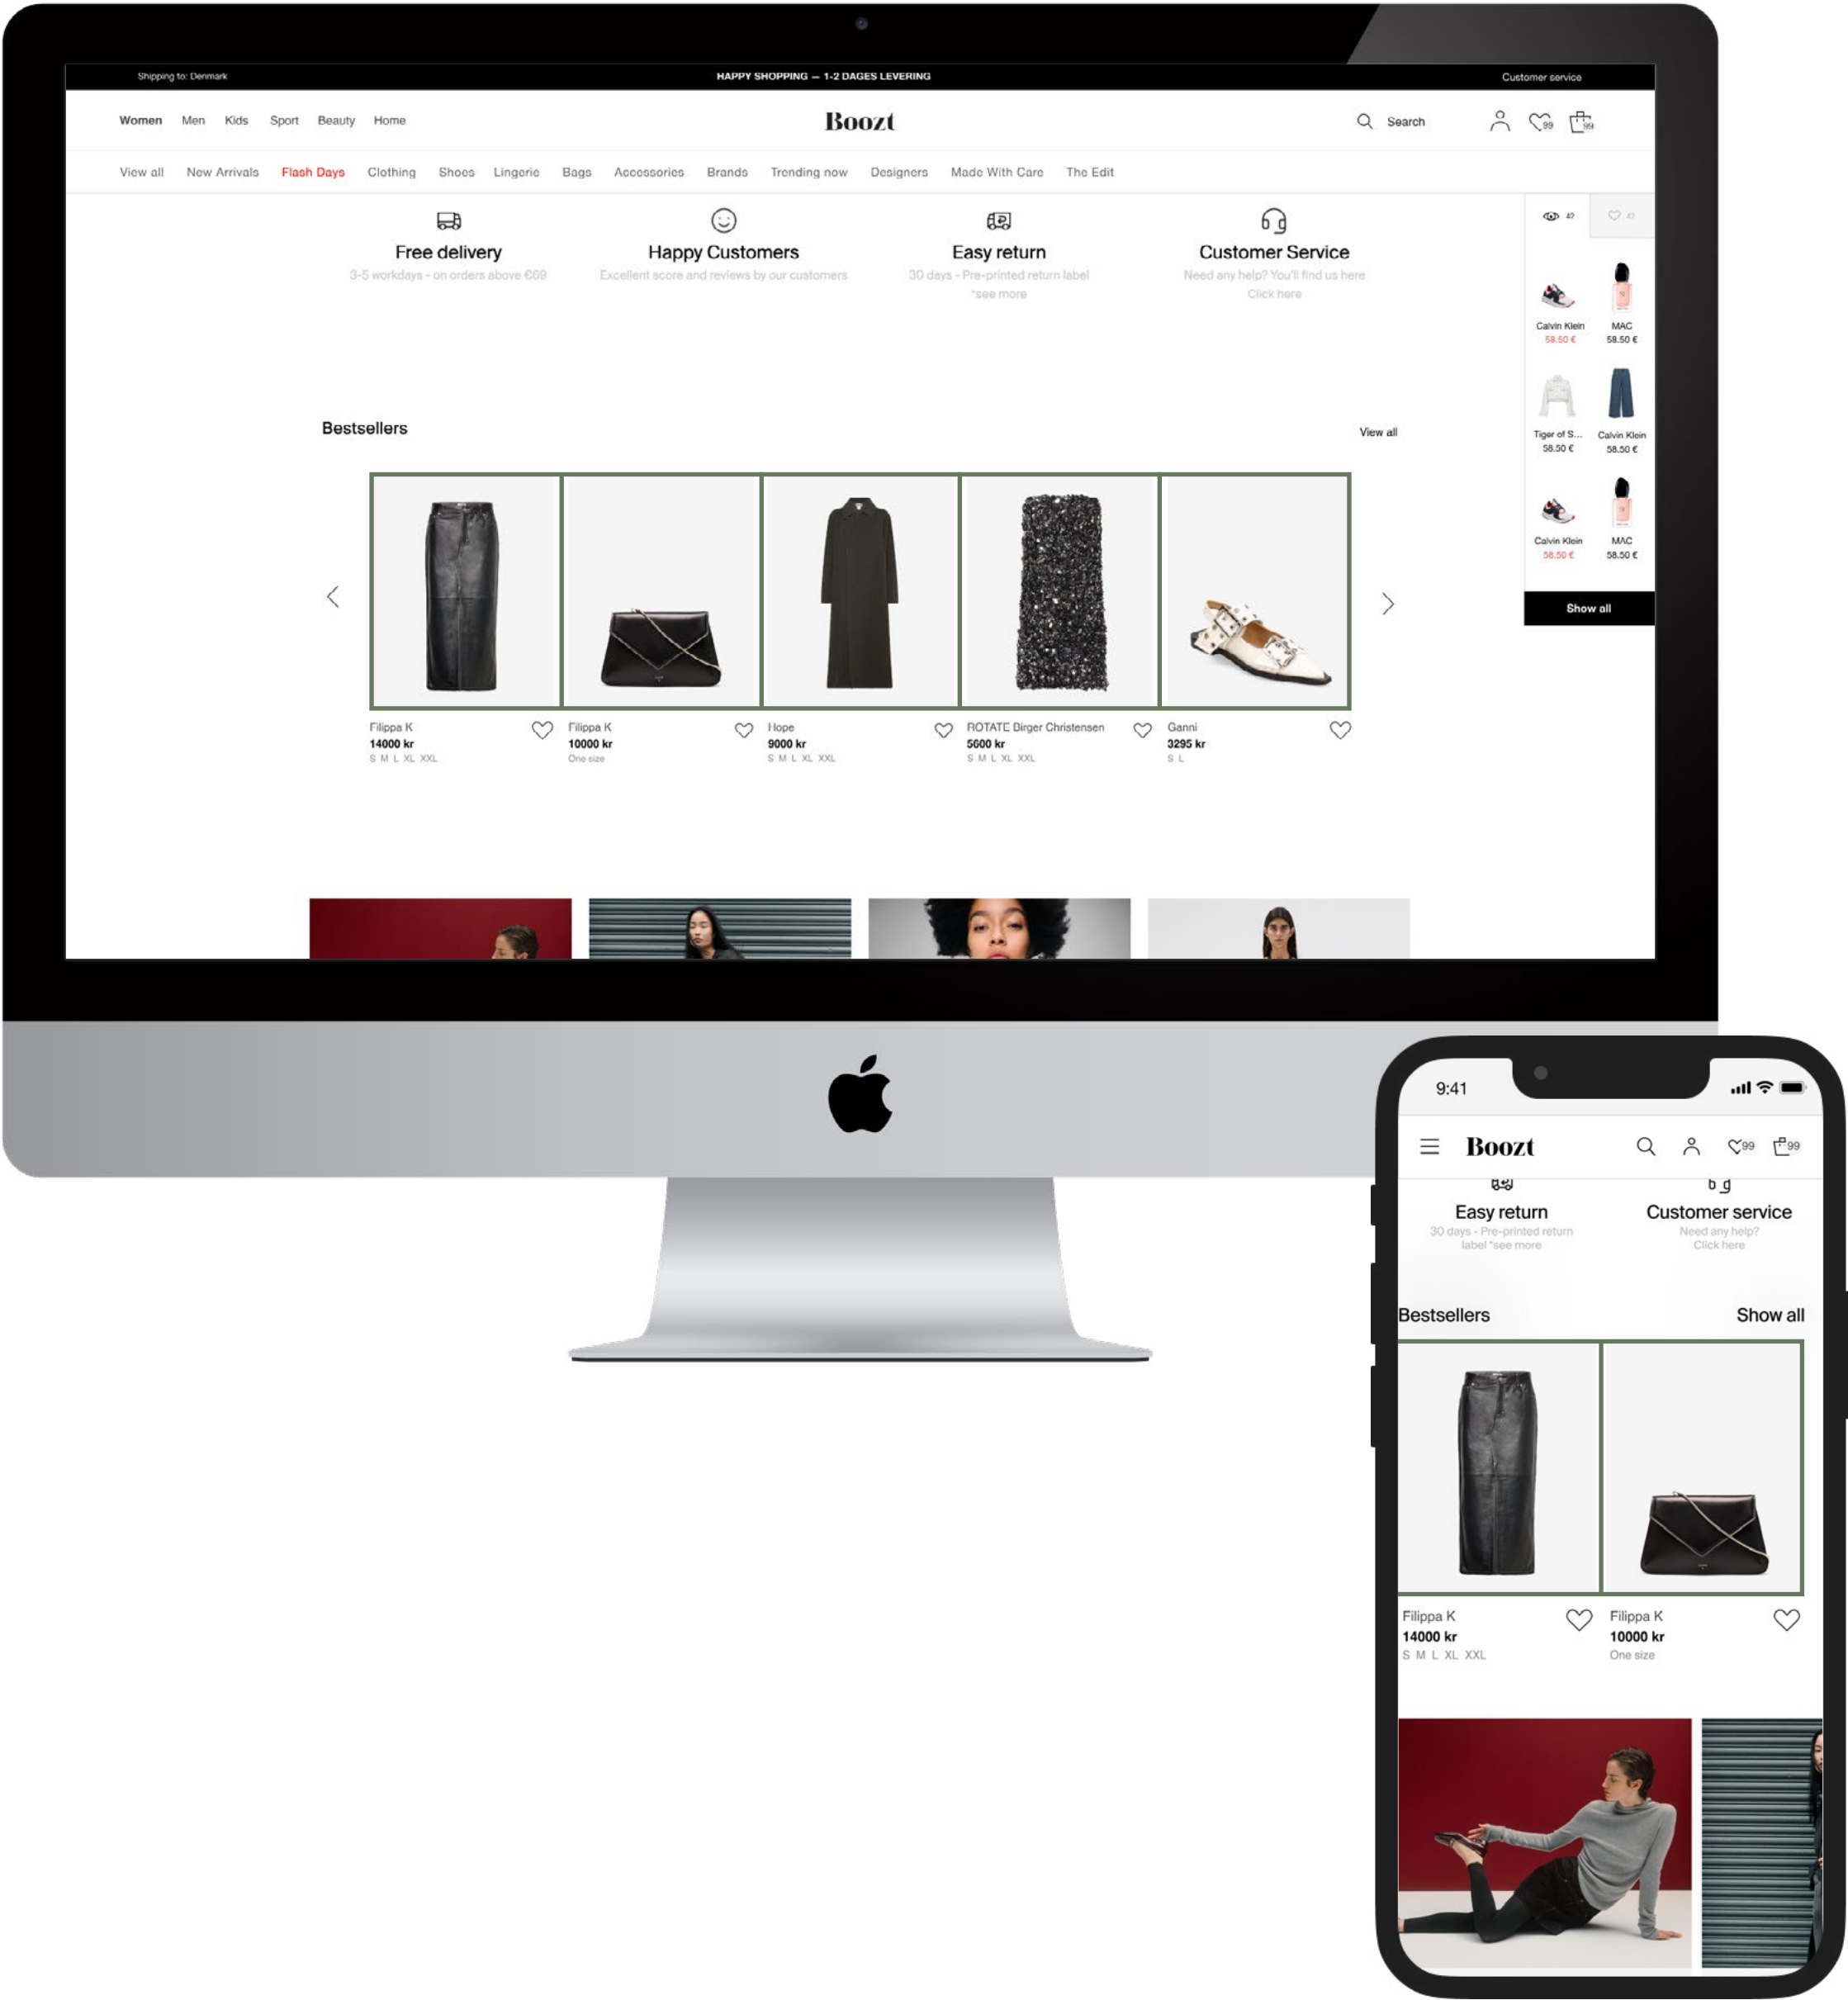 Shipping to: Denmark
HAPPY SHOPPING — 1-2 DAGES LEVERING
Customer service
Women Men Kids Sport Beauty Home
Boozt
Search
99
99
View all New Arrivals Flash Days Clothing Shoes Lingerie Bags Accessories Brands Trending now Designers Made With Care The Edit
Free delivery
3-5 workdays - on orders above €69
Happy Customers
Excellent score and reviews by our customers
Easy return
30 days - Pre-printed return label
*see more
Customer Service
Need any help? You'll find us here
Click here
Calvin Klein
58.50 €
MAC
58.50 €
Tiger of S...
58.50 €
Calvin Klein
58.50 €
Calvin Klein
58.50 €
MAC
58.50 €
Show all
Bestsellers
View all
Filippa K
14000 kr
S M L XL XXL
Filippa K
10000 kr
One size
Hope
9000 kr
S M L XL XXL
ROTATE Birger Christensen
5600 kr
S M L XL XXL
Ganni
3295 kr
S L
9:41
Boozt
99
99
Easy return
30 days - Pre-printed return
label *see more
Customer service
Need any help?
Click here
Bestsellers
Show all
Filippa K
14000 kr
S M L XL XXL
Filippa K
10000 kr
One size